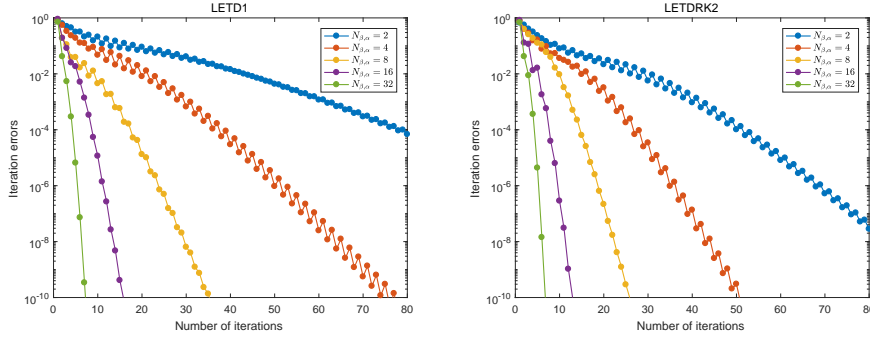 LETD1
Iteration errors
10^0
10^-2
10^-4
10^-6
10^-8
10^-10
N_{β,α} = 2
N_{β,α} = 4
N_{β,α} = 8
N_{β,α} = 16
N_{β,α} = 32
0 10 20 30 40 50 60 70 80
Number of iterations
LETDRK2
Iteration errors
10^0
10^-2
10^-4
10^-6
10^-8
10^-10
N_{β,α} = 2
N_{β,α} = 4
N_{β,α} = 8
N_{β,α} = 16
N_{β,α} = 32
0 10 20 30 40 50 60 70 80
Number of iterations